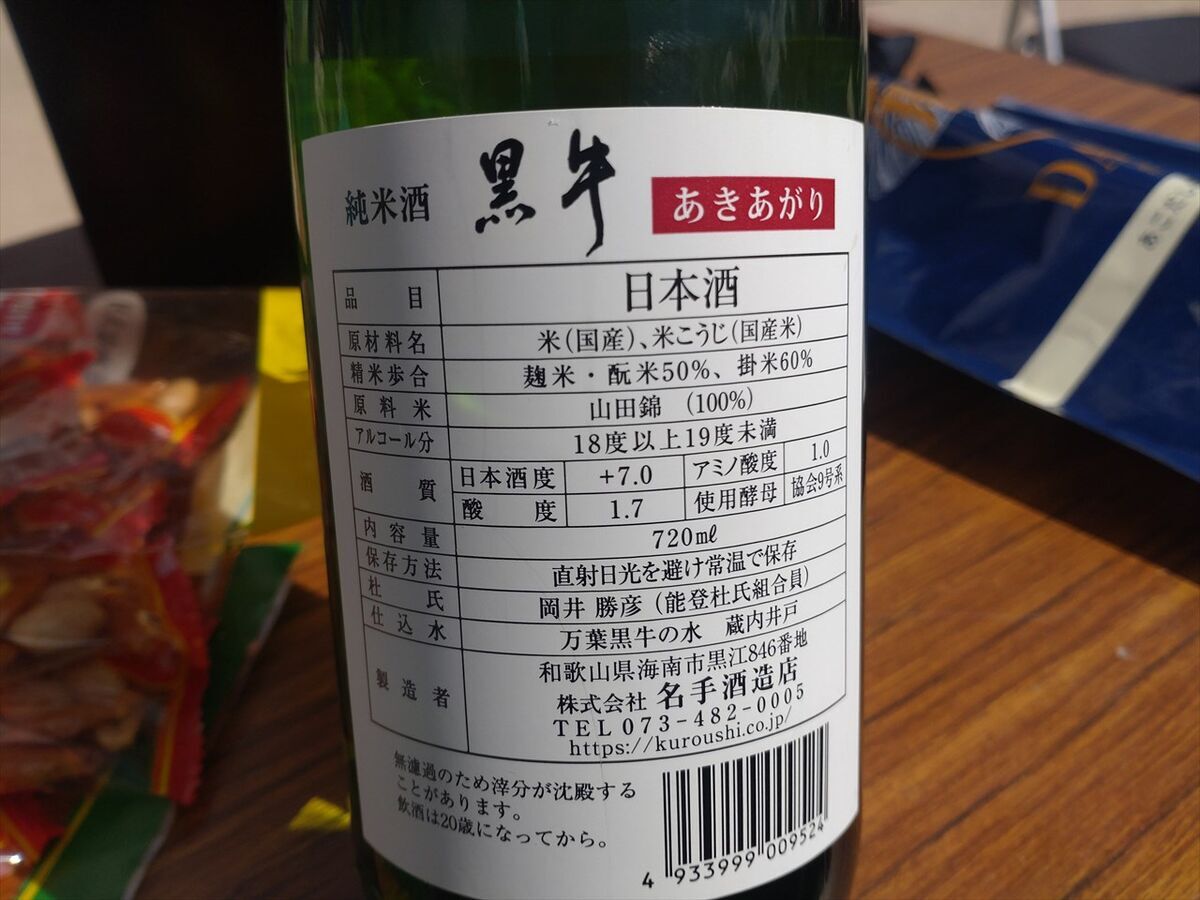 純米酒 黒牛 あきあがり
品目 日本酒
原材料名 米(国産)、米こうじ(国産米)
精米歩合 麹米・酛米50%、掛米60%
原料米 山田錦 (100%)
アルコール分 18度以上19度未満
酒質 日本酒度 +7.0 アミノ酸度 1.0
酸度 1.7 使用酵母 協会9号系
内容量 720mℓ
保存方法 直射日光を避け常温で保存
杜氏 岡井 勝彦(能登杜氏組合員)
仕込水 万葉黒牛の水 蔵内井戸
製造者 和歌山県海南市黒江846番地
株式会社 名手酒造店
TEL 073-482-0005
https://kuroushi.co.jp/
無濾過のため滓分が沈殿する
ことがあります。
飲酒は20歳になってから。
4 933999 009524